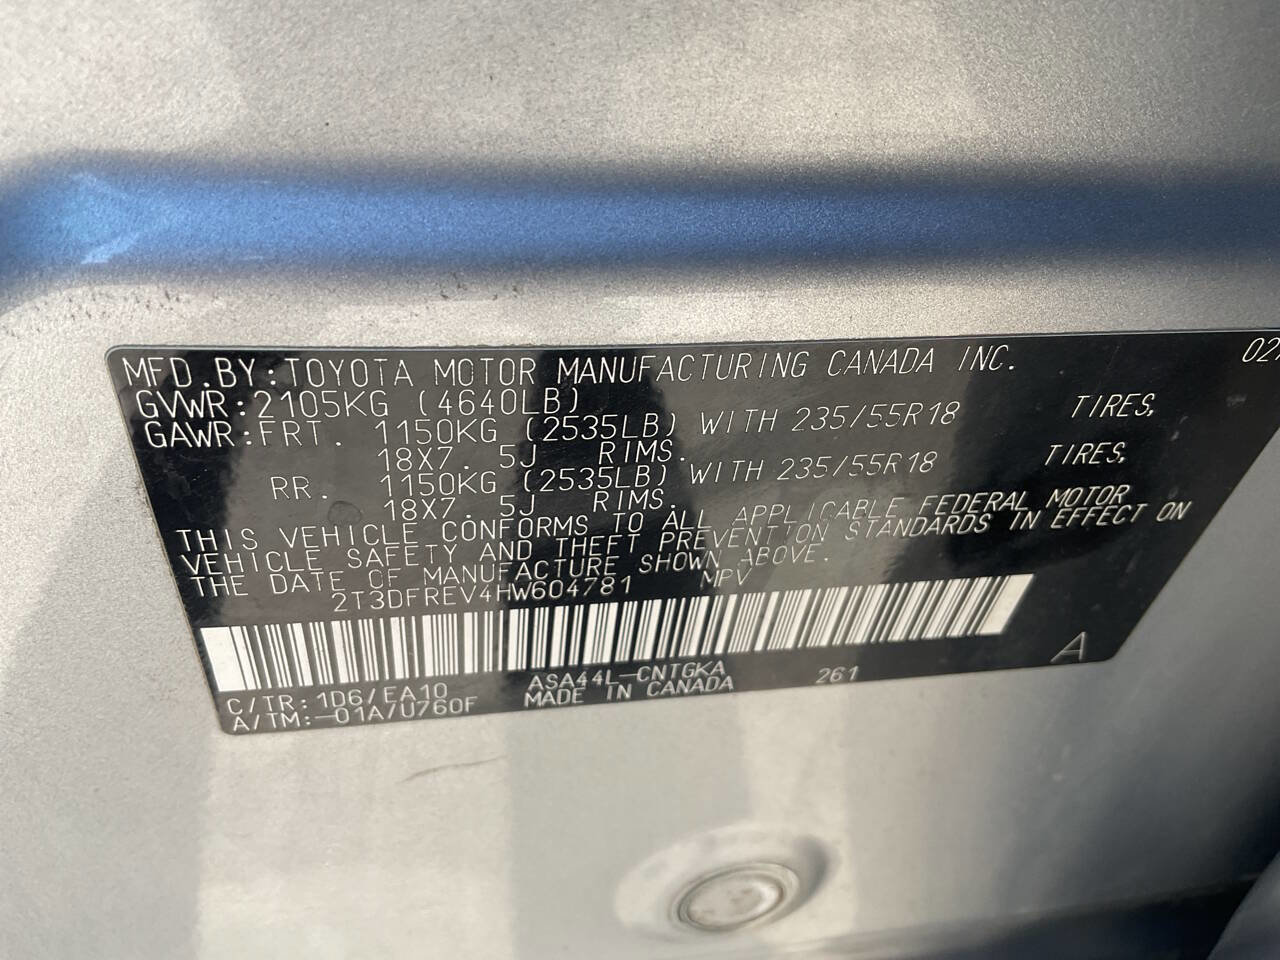 MFD.BY:TOYOTA MOTOR MANUFACTURING CANADA INC. 02
GVWR:2105KG (4640LB)
GAWR:FRT. 1150KG (2535LB) WITH 235/55R18 TIRES,
18X7. 5J RIMS.
RR. 1150KG (2535LB) WITH 235/55R18 TIRES,
18X7. 5J RIMS.
THIS VEHICLE CONFORMS TO ALL APPLICABLE FEDERAL MOTOR
VEHICLE SAFETY AND THEFT PREVENTION STANDARDS IN EFFECT ON
THE DATE OF MANUFACTURE SHOWN ABOVE.
2T3DFREV4HW604781 MPV
C/TR:1D6/EA10 ASA44L-CNTGKA 261 A
A/TM:-01A/U760F MADE IN CANADA